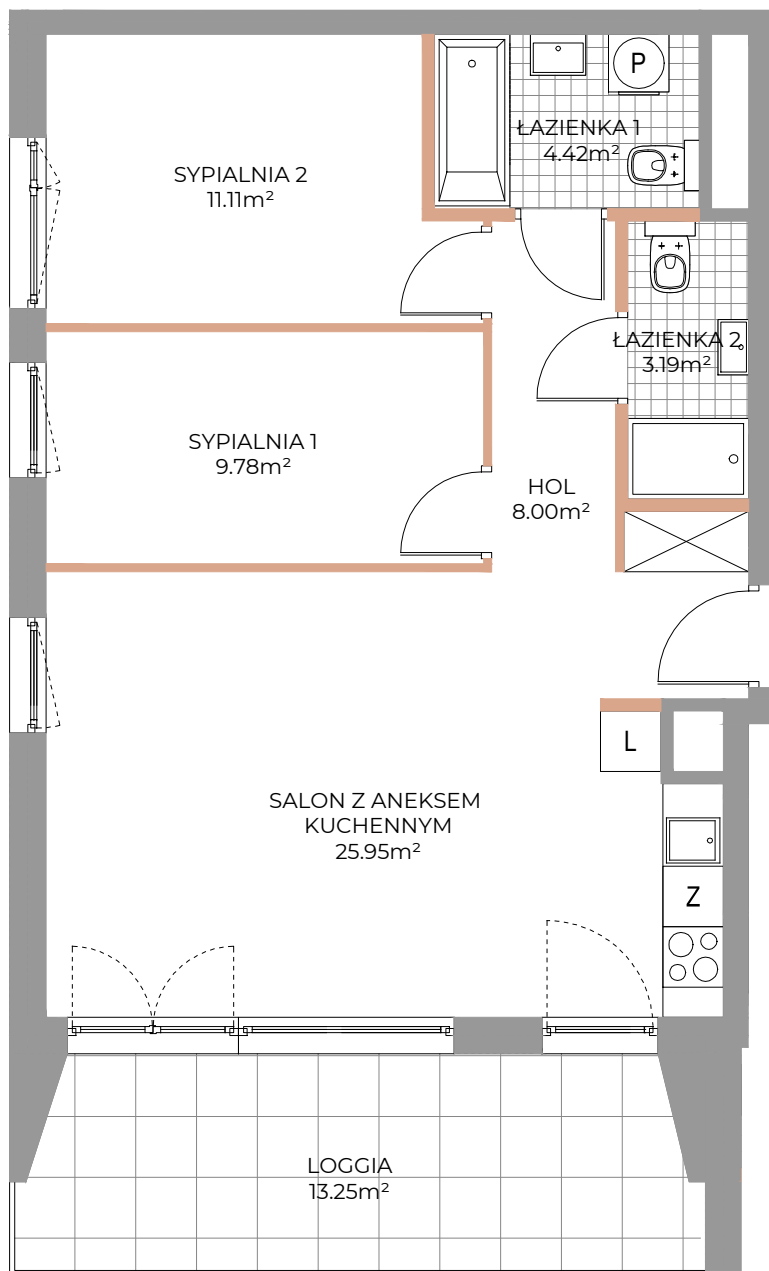 P
ŁAZIENKA 1
4.42m²
SYPIALNIA 2
11.11m²
ŁAZIENKA 2
3.19m²
SYPIALNIA 1
9.78m²
HOL
8.00m²
L
SALON Z ANEKSEM
KUCHENNYM
25.95m²
Z
LOGGIA
13.25m²